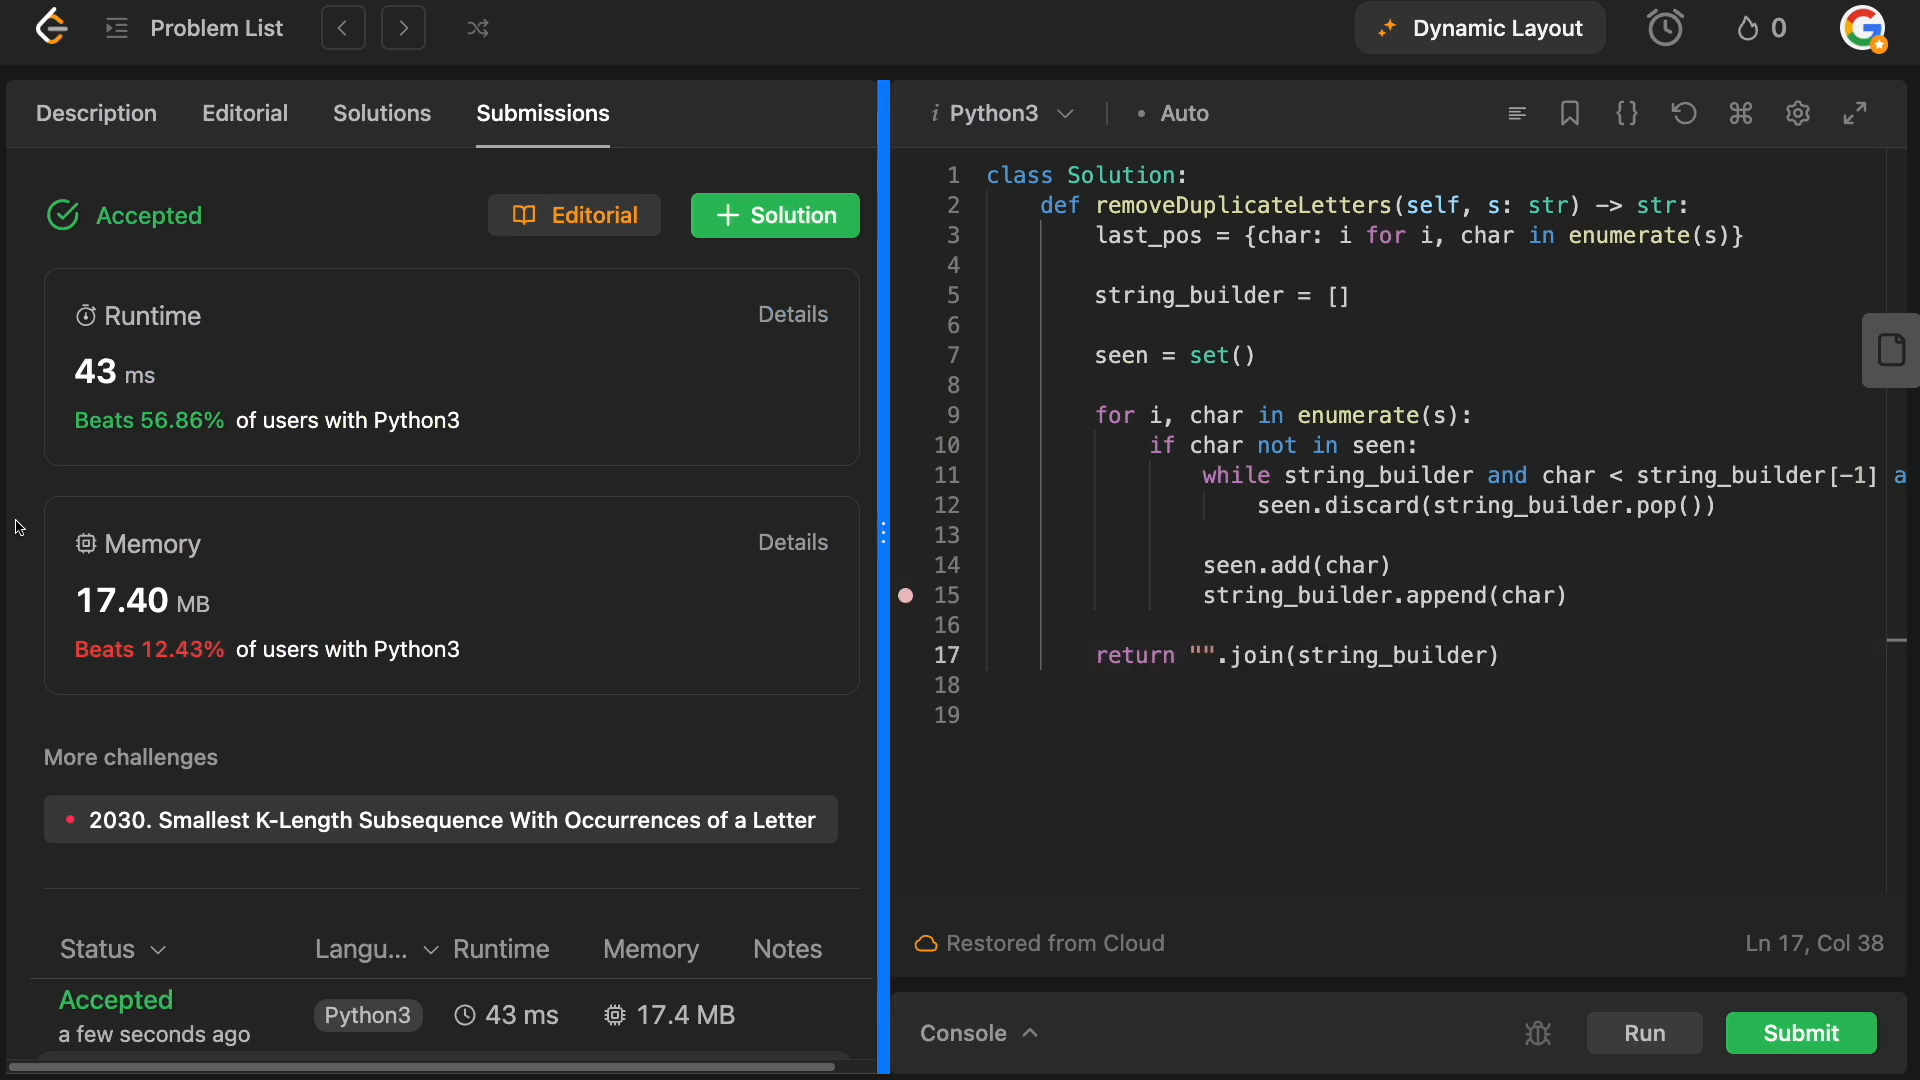 Problem List
Dynamic Layout
0
Description Editorial Solutions Submissions
Accepted
Editorial
Solution
Runtime
Details
43 ms
Beats 56.86% of users with Python3
Memory
Details
17.40 MB
Beats 12.43% of users with Python3
More challenges
2030. Smallest K-Length Subsequence With Occurrences of a Letter
Status Langu... Runtime Memory Notes
Accepted
a few seconds ago
Python3 43 ms 17.4 MB
i Python3 • Auto
1 class Solution:
2     def removeDuplicateLetters(self, s: str) -> str:
3         last_pos = {char: i for i, char in enumerate(s)}
4
5         string_builder = []
6
7         seen = set()
8
9         for i, char in enumerate(s):
10             if char not in seen:
11                 while string_builder and char < string_builder[-1] a
12                     seen.discard(string_builder.pop())
13
14                 seen.add(char)
15                 string_builder.append(char)
16
17         return "".join(string_builder)
18
19
Restored from Cloud
Ln 17, Col 38
Console
Run
Submit